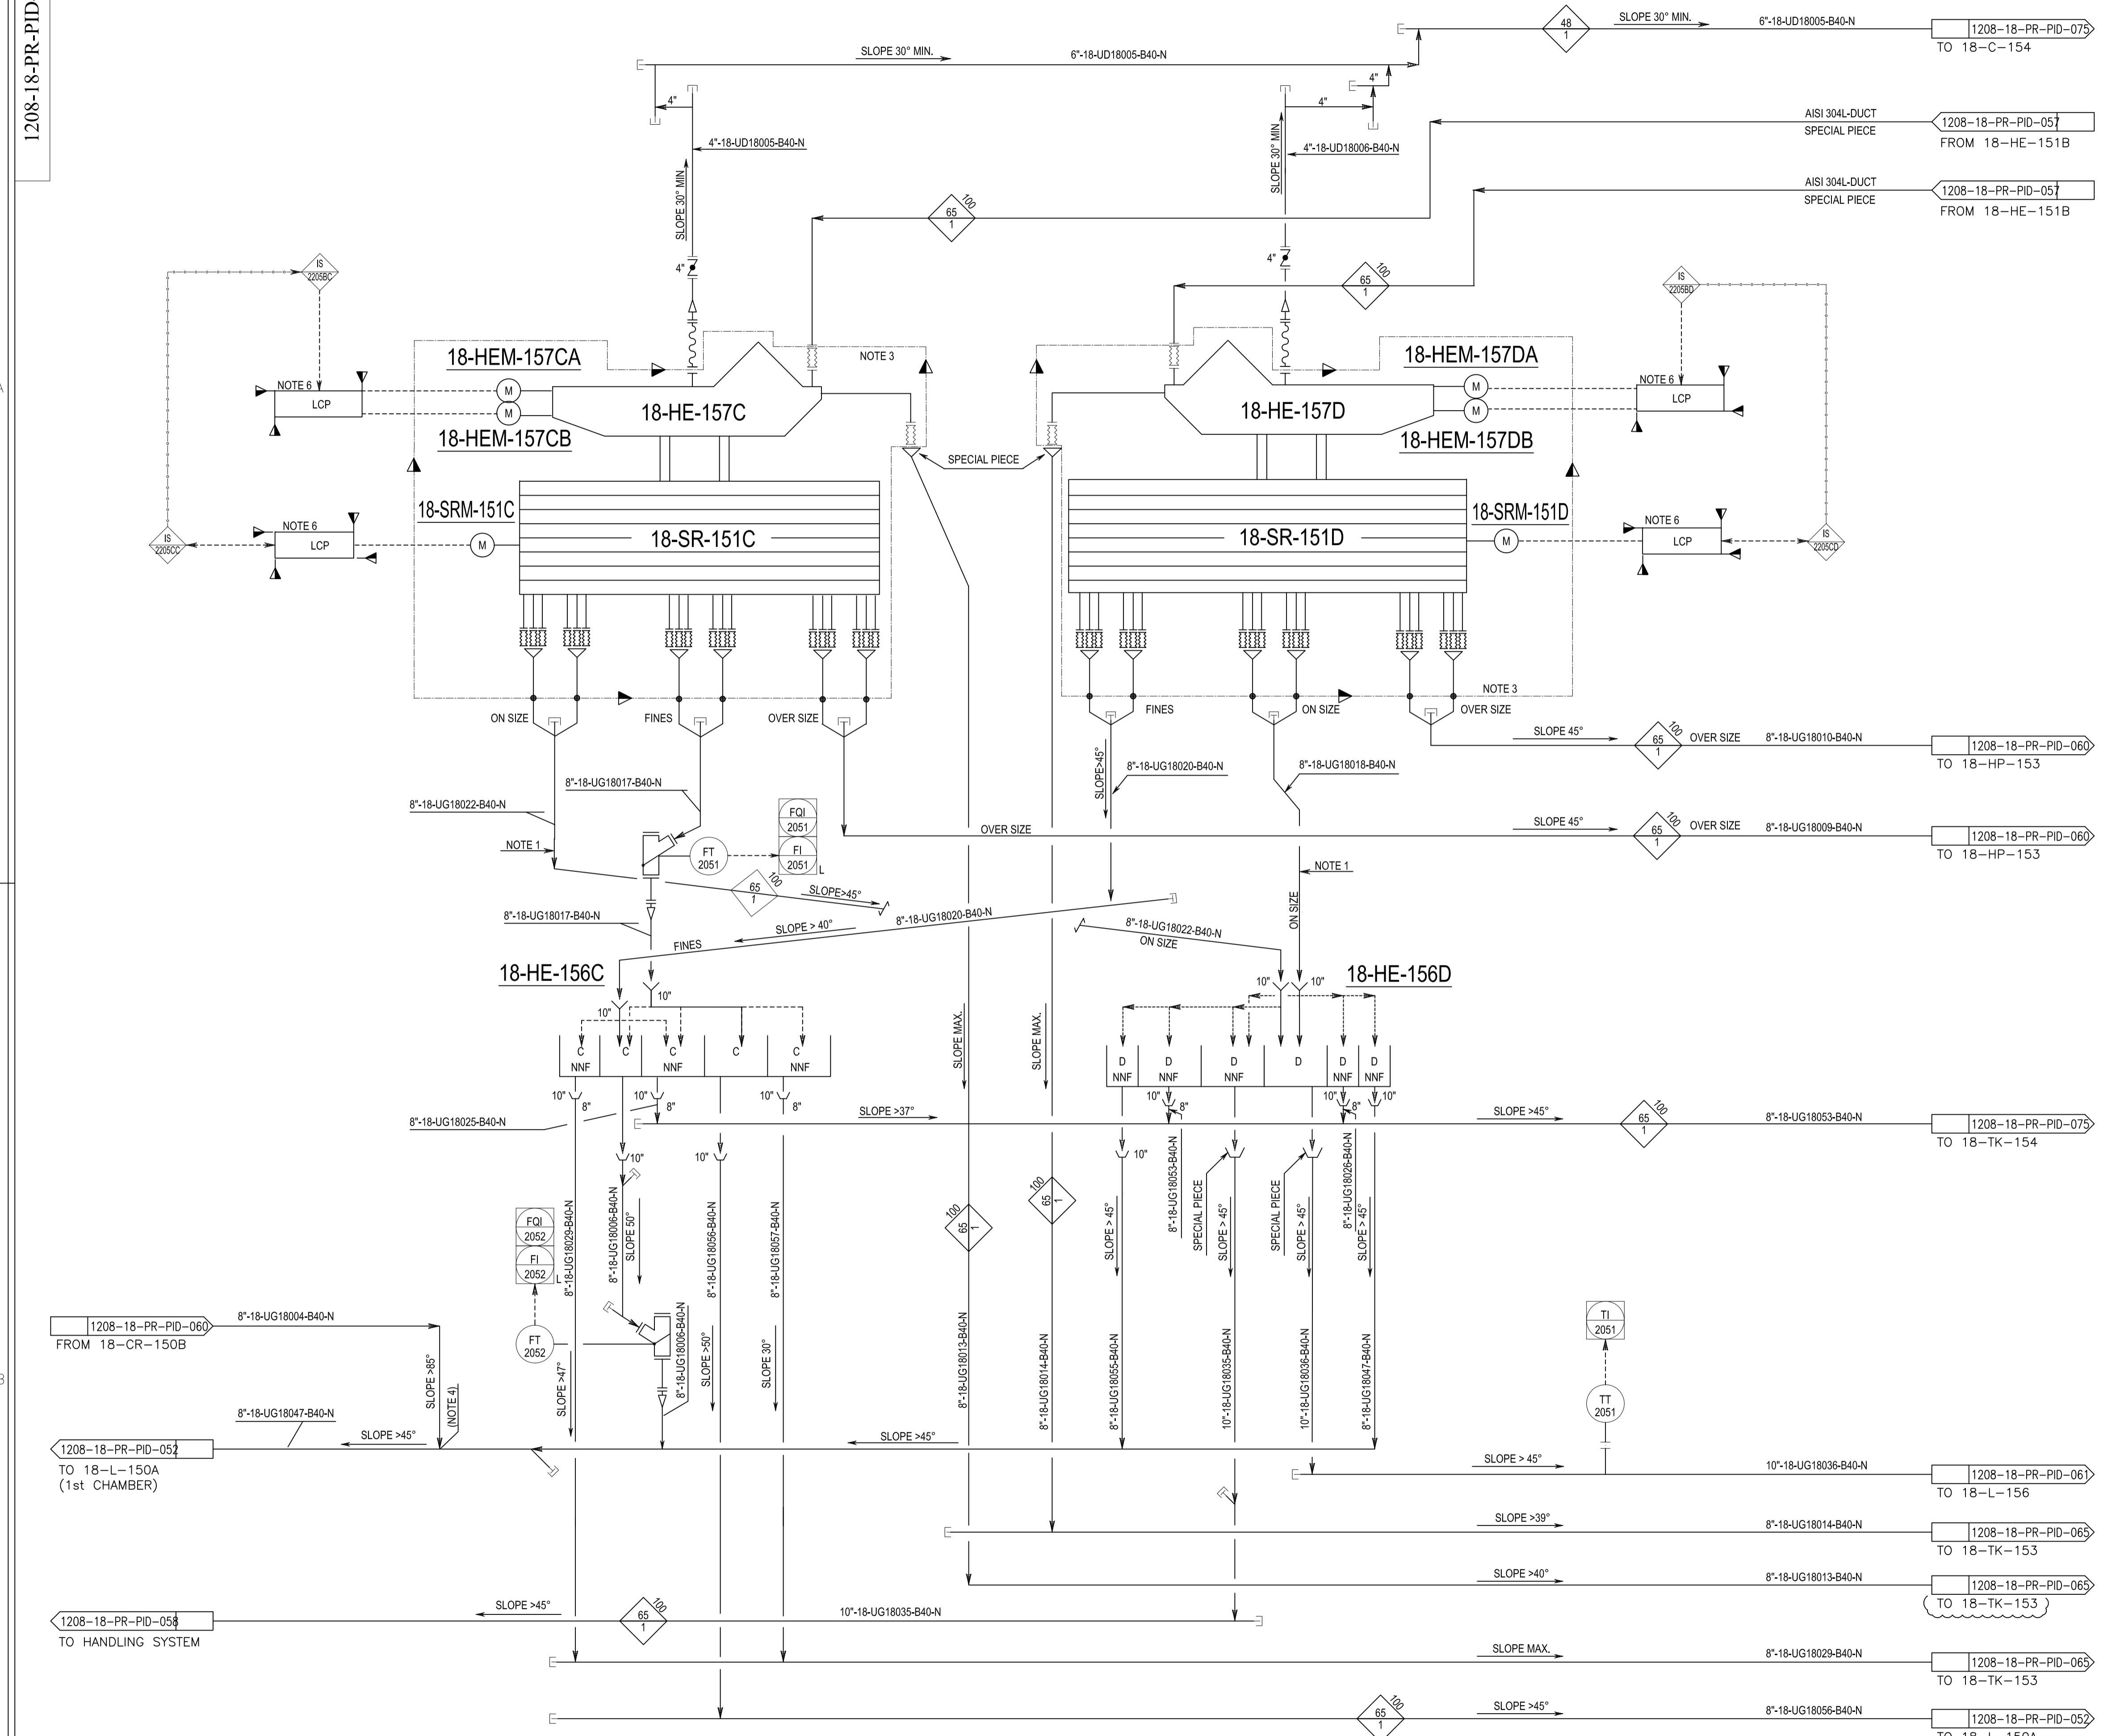 1208-18-PR-PID
48
1
SLOPE 30° MIN.
6"-18-UD18005-B40-N
1208-18-PR-PID-075
TO 18-C-154
SLOPE 30° MIN.
6"-18-UD18005-B40-N
4"
4"
4"
AISI 304L-DUCT
SPECIAL PIECE
1208-18-PR-PID-057
FROM 18-HE-151B
4"-18-UD18005-B40-N
4"-18-UD18006-B40-N
SLOPE 30° MIN
SLOPE 30° MIN
AISI 304L-DUCT
SPECIAL PIECE
1208-18-PR-PID-057
FROM 18-HE-151B
65
1
100
4"
4"
65
1
100
IS
2205BC
IS
2205BD
18-HEM-157CA
NOTE 3
18-HEM-157DA
NOTE 6
LCP
M
M
18-HE-157C
18-HE-157D
M
M
NOTE 6
LCP
18-HEM-157CB
18-HEM-157DB
SPECIAL PIECE
18-SRM-151C
18-SRM-151D
IS
2205CC
NOTE 6
LCP
M
18-SR-151C
18-SR-151D
M
NOTE 6
LCP
IS
2205CD
NOTE 3
ON SIZE
FINES
OVER SIZE
FINES
ON SIZE
OVER SIZE
SLOPE 45°
65
1
100
OVER SIZE
8"-18-UG18010-B40-N
1208-18-PR-PID-060
TO 18-HP-153
SLOPE>45°
8"-18-UG18020-B40-N
8"-18-UG18018-B40-N
8"-18-UG18017-B40-N
8"-18-UG18022-B40-N
FQI
2051
FI
2051
L
FT
2051
NOTE 1
OVER SIZE
SLOPE 45°
65
1
100
OVER SIZE
8"-18-UG18009-B40-N
1208-18-PR-PID-060
TO 18-HP-153
65
1
100
SLOPE>45°
NOTE 1
ON SIZE
8"-18-UG18017-B40-N
FINES
SLOPE > 40°
8"-18-UG18020-B40-N
8"-18-UG18022-B40-N
ON SIZE
18-HE-156C
18-HE-156D
10"
10"
10"
10"
C
NNF
C
C
NNF
C
C
NNF
SLOPE MAX.
SLOPE MAX.
D
NNF
D
NNF
D
NNF
D
D
NNF
D
NNF
10"
8"
10"
8"
10"
8"
10"
8"
10"
8"
10"
8"-18-UG18025-B40-N
SLOPE >37°
SLOPE >45°
65
1
100
8"-18-UG18053-B40-N
1208-18-PR-PID-075
TO 18-TK-154
10"
10"
10"
8"-18-UG18053-B40-N
SPECIAL PIECE
SPECIAL PIECE
8"-18-UG18026-B40-N
8"-18-UG18029-B40-N
8"-18-UG18006-B40-N
SLOPE 50°
8"-18-UG18056-B40-N
8"-18-UG18057-B40-N
65
1
100
65
1
100
SLOPE > 45°
SLOPE > 45°
SLOPE > 45°
SLOPE > 45°
FQI
2052
FI
2052
L
FT
2052
1208-18-PR-PID-060
FROM 18-CR-150B
8"-18-UG18004-B40-N
SLOPE >85°
(NOTE 4)
SLOPE >47°
8"-18-UG18006-B40-N
SLOPE >50°
SLOPE 30°
8"-18-UG18013-B40-N
8"-18-UG18014-B40-N
8"-18-UG18055-B40-N
10"-18-UG18035-B40-N
10"-18-UG18036-B40-N
8"-18-UG18047-B40-N
TI
2051
TT
2051
8"-18-UG18047-B40-N
SLOPE >45°
SLOPE >45°
1208-18-PR-PID-052
TO 18-L-150A
(1st CHAMBER)
SLOPE > 45°
10"-18-UG18036-B40-N
1208-18-PR-PID-061
TO 18-L-156
SLOPE >39°
8"-18-UG18014-B40-N
1208-18-PR-PID-065
TO 18-TK-153
SLOPE >40°
8"-18-UG18013-B40-N
1208-18-PR-PID-065
TO 18-TK-153
1208-18-PR-PID-058
TO HANDLING SYSTEM
SLOPE >45°
65
1
100
10"-18-UG18035-B40-N
SLOPE MAX.
8"-18-UG18029-B40-N
1208-18-PR-PID-065
TO 18-TK-153
65
1
100
SLOPE >45°
8"-18-UG18056-B40-N
1208-18-PR-PID-052
TO 18-L-150A